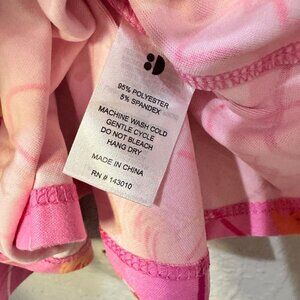 95% POLYESTER
5% SPANDEX
MACHINE WASH COLD
GENTLE CYCLE
DO NOT BLEACH
HANG DRY
MADE IN CHINA
RN # 143010